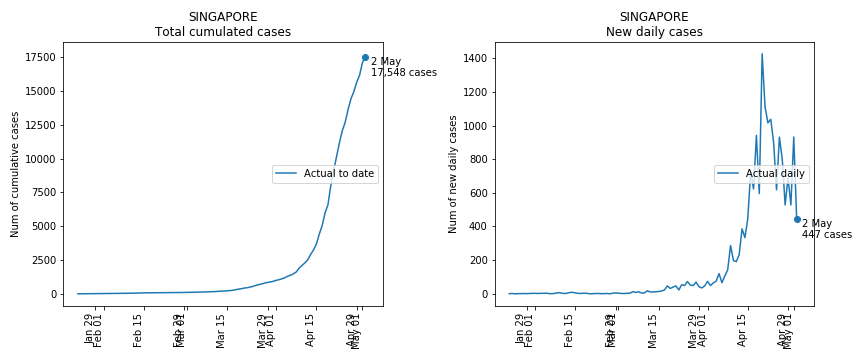 SINGAPORE
Total cumulated cases
Num of cumulative cases
17500
15000
12500
10000
7500
5000
2500
0
2 May
17,548 cases
Actual to date
Jan 29
Feb 01
Feb 15
Feb 29
Mar 01
Mar 15
Mar 29
Apr 01
Apr 15
Apr 29
May 01
SINGAPORE
New daily cases
Num of new daily cases
1400
1200
1000
800
600
400
200
0
Actual daily
2 May
447 cases
Jan 29
Feb 01
Feb 15
Feb 29
Mar 01
Mar 15
Mar 29
Apr 01
Apr 15
Apr 29
May 01